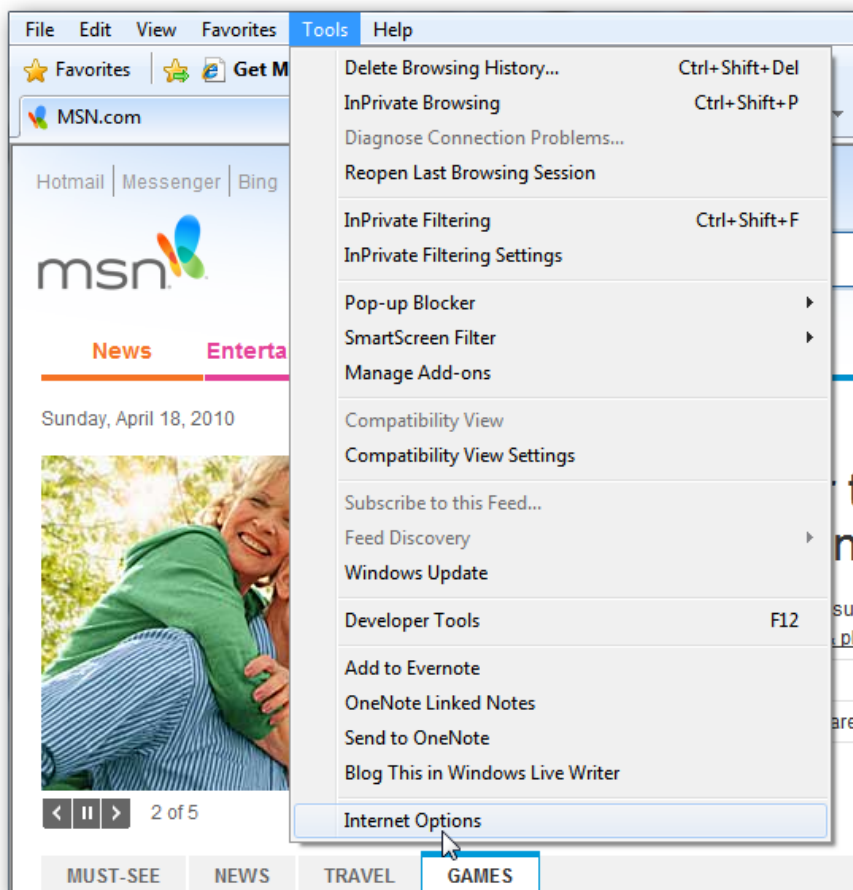 File Edit View Favorites Tools Help
Favorites Get M
MSN.com
Hotmail Messenger Bing
msn
News Enterta
Sunday, April 18, 2010
Delete Browsing History... Ctrl+Shift+Del
InPrivate Browsing Ctrl+Shift+P
Diagnose Connection Problems...
Reopen Last Browsing Session
InPrivate Filtering Ctrl+Shift+F
InPrivate Filtering Settings
Pop-up Blocker
SmartScreen Filter
Manage Add-ons
Compatibility View
Compatibility View Settings
Subscribe to this Feed...
Feed Discovery
Windows Update
Developer Tools F12
Add to Evernote
OneNote Linked Notes
Send to OneNote
Blog This in Windows Live Writer
Internet Options
2 of 5
MUST-SEE NEWS TRAVEL GAMES